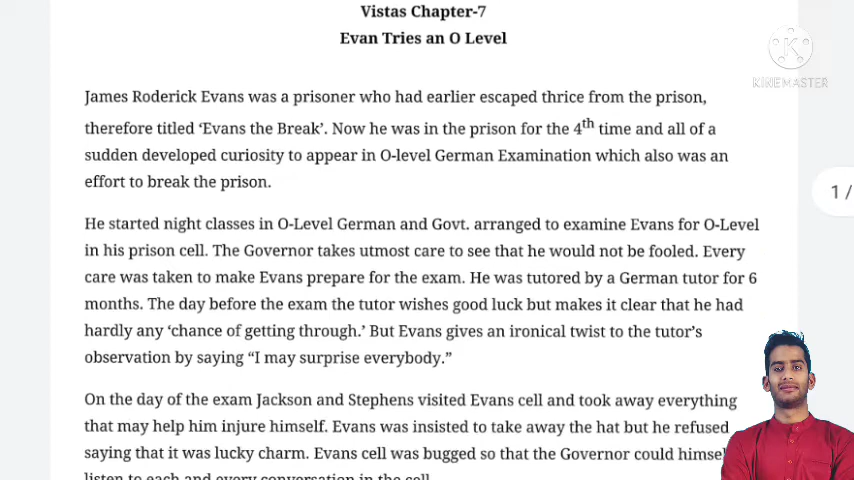 Vistas Chapter-7
Evan Tries an O Level
KINEMASTER
James Roderick Evans was a prisoner who had earlier escaped thrice from the prison,
therefore titled ‘Evans the Break’. Now he was in the prison for the 4th time and all of a
sudden developed curiosity to appear in O-level German Examination which also was an
effort to break the prison.
1/
He started night classes in O-Level German and Govt. arranged to examine Evans for O-Level
in his prison cell. The Governor takes utmost care to see that he would not be fooled. Every
care was taken to make Evans prepare for the exam. He was tutored by a German tutor for 6
months. The day before the exam the tutor wishes good luck but makes it clear that he had
hardly any ‘chance of getting through.’ But Evans gives an ironical twist to the tutor’s
observation by saying “I may surprise everybody.”
On the day of the exam Jackson and Stephens visited Evans cell and took away everything
that may help him injure himself. Evans was insisted to take away the hat but he refused
saying that it was lucky charm. Evans cell was bugged so that the Governor could himsel
listen to each and every conversation in the cell.